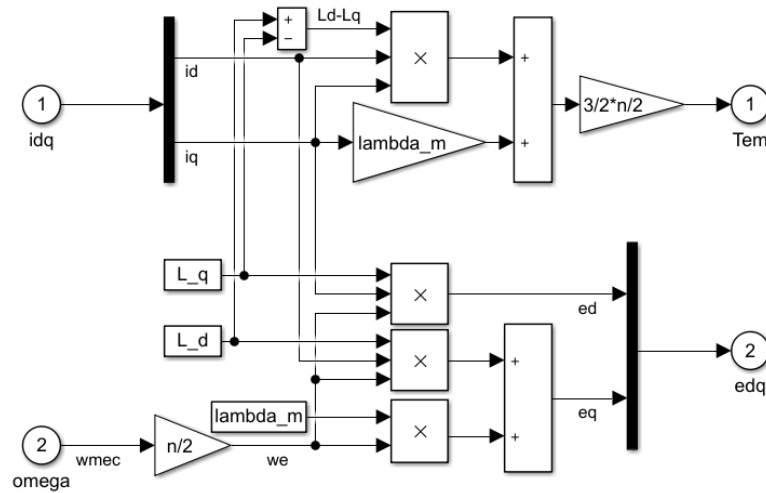 +
−
Ld-Lq
×
+
1
id
3/2*n/2
1
idq
iq
lambda_m
+
Tem
L_q
×
ed
L_d
×
+
2
edq
lambda_m
×
+
eq
2
n/2
omega
wmec
we